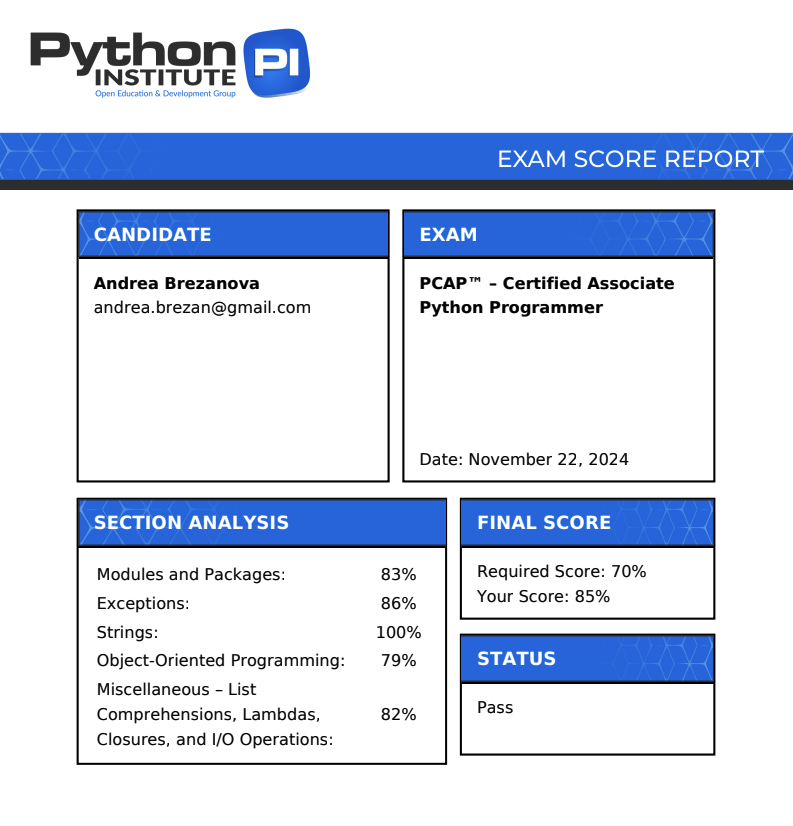 Python
INSTITUTE
Open Education & Development Group
PI
EXAM SCORE REPORT
CANDIDATE
Andrea Brezanova
andrea.brezan@gmail.com
EXAM
PCAP™ – Certified Associate
Python Programmer
Date: November 22, 2024
SECTION ANALYSIS
Modules and Packages: 83%
Exceptions: 86%
Strings: 100%
Object-Oriented Programming: 79%
Miscellaneous – List
Comprehensions, Lambdas, 82%
Closures, and I/O Operations:
FINAL SCORE
Required Score: 70%
Your Score: 85%
STATUS
Pass